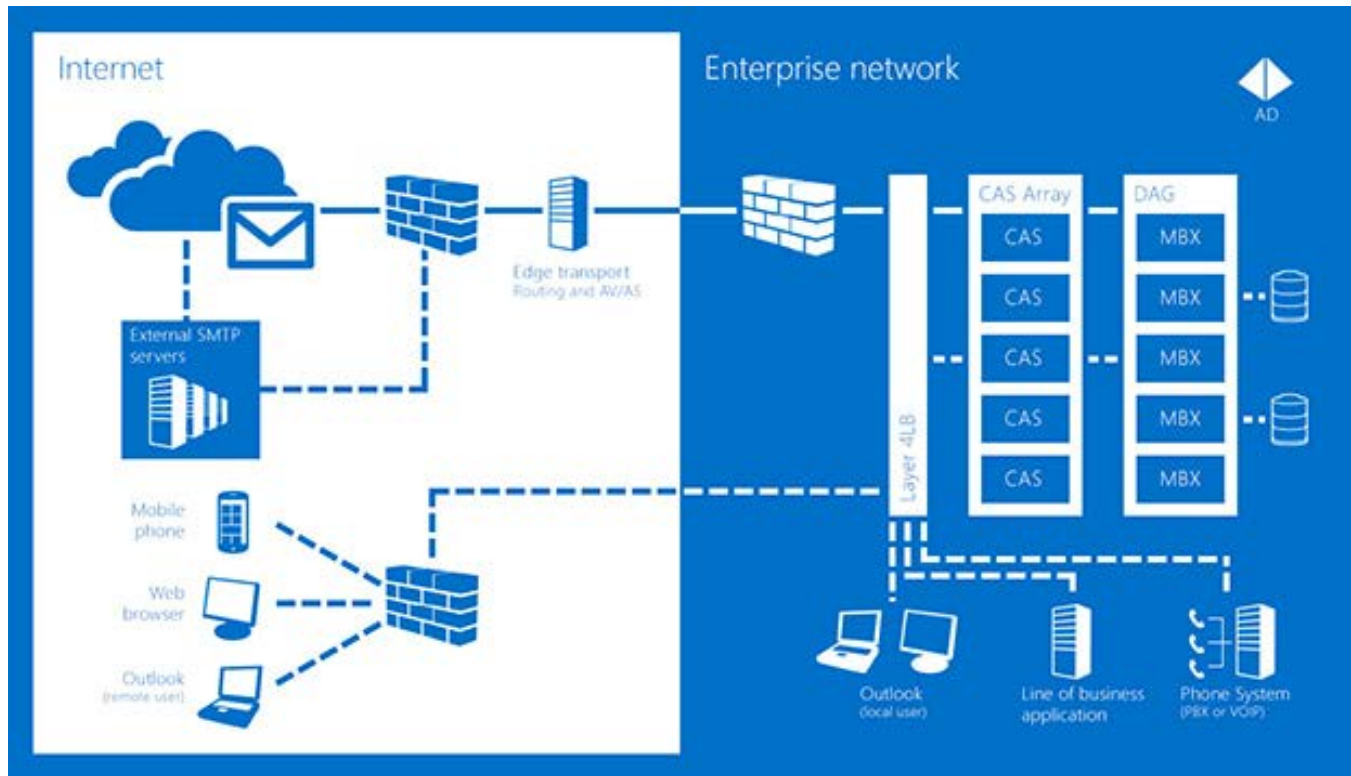 Internet
Enterprise network
AD
CAS Array
DAG
CAS
MBX
CAS
MBX
CAS
MBX
CAS
MBX
CAS
MBX
Edge transport
Routing and AV/AS
External SMTP
servers
Layer 4LB
Mobile
phone
Web
browser
Outlook
(remote user)
Outlook
(local user)
Line of business
application
Phone System
(PBX or VOIP)